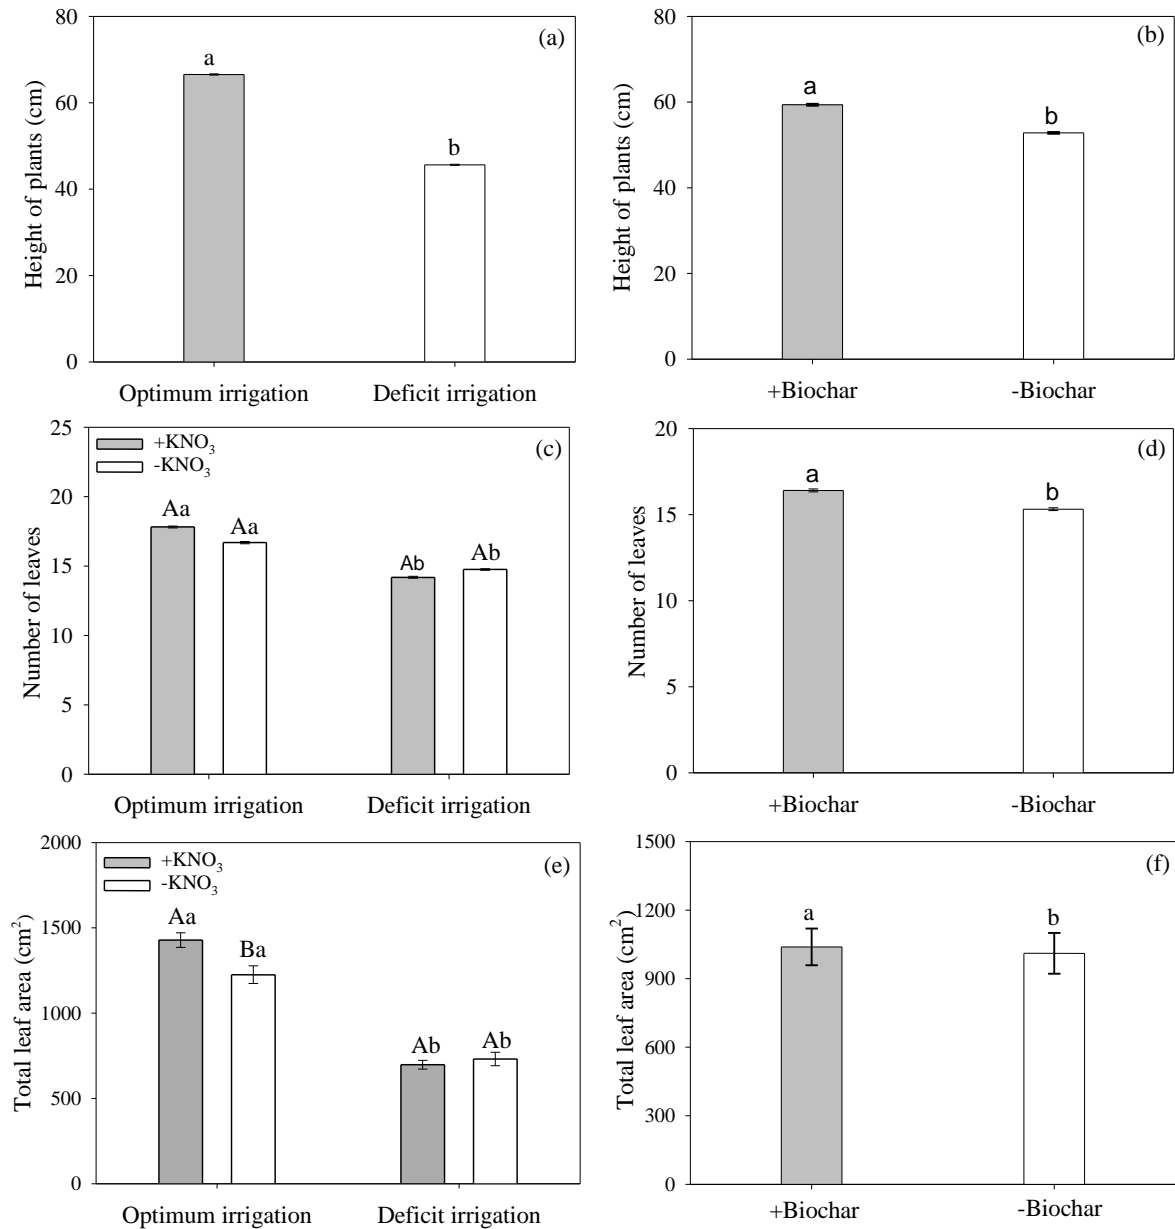 80
60
40
20
0
Height of plants (cm)
(a)
a
b
Optimum irrigation
Deficit irrigation
80
60
40
20
0
Height of plants (cm)
(b)
a
b
+Biochar
-Biochar
25
20
15
10
5
0
Number of leaves
+KNO3
-KNO3
(c)
Aa
Aa
Ab
Ab
Optimum irrigation
Deficit irrigation
20
15
10
5
0
Number of leaves
(d)
a
b
+Biochar
-Biochar
2000
1500
1000
500
0
Total leaf area (cm2)
+KNO3
-KNO3
(e)
Aa
Ba
Ab
Ab
Optimum irrigation
Deficit irrigation
1500
1200
900
600
300
0
Total leaf area (cm2)
(f)
a
b
+Biochar
-Biochar